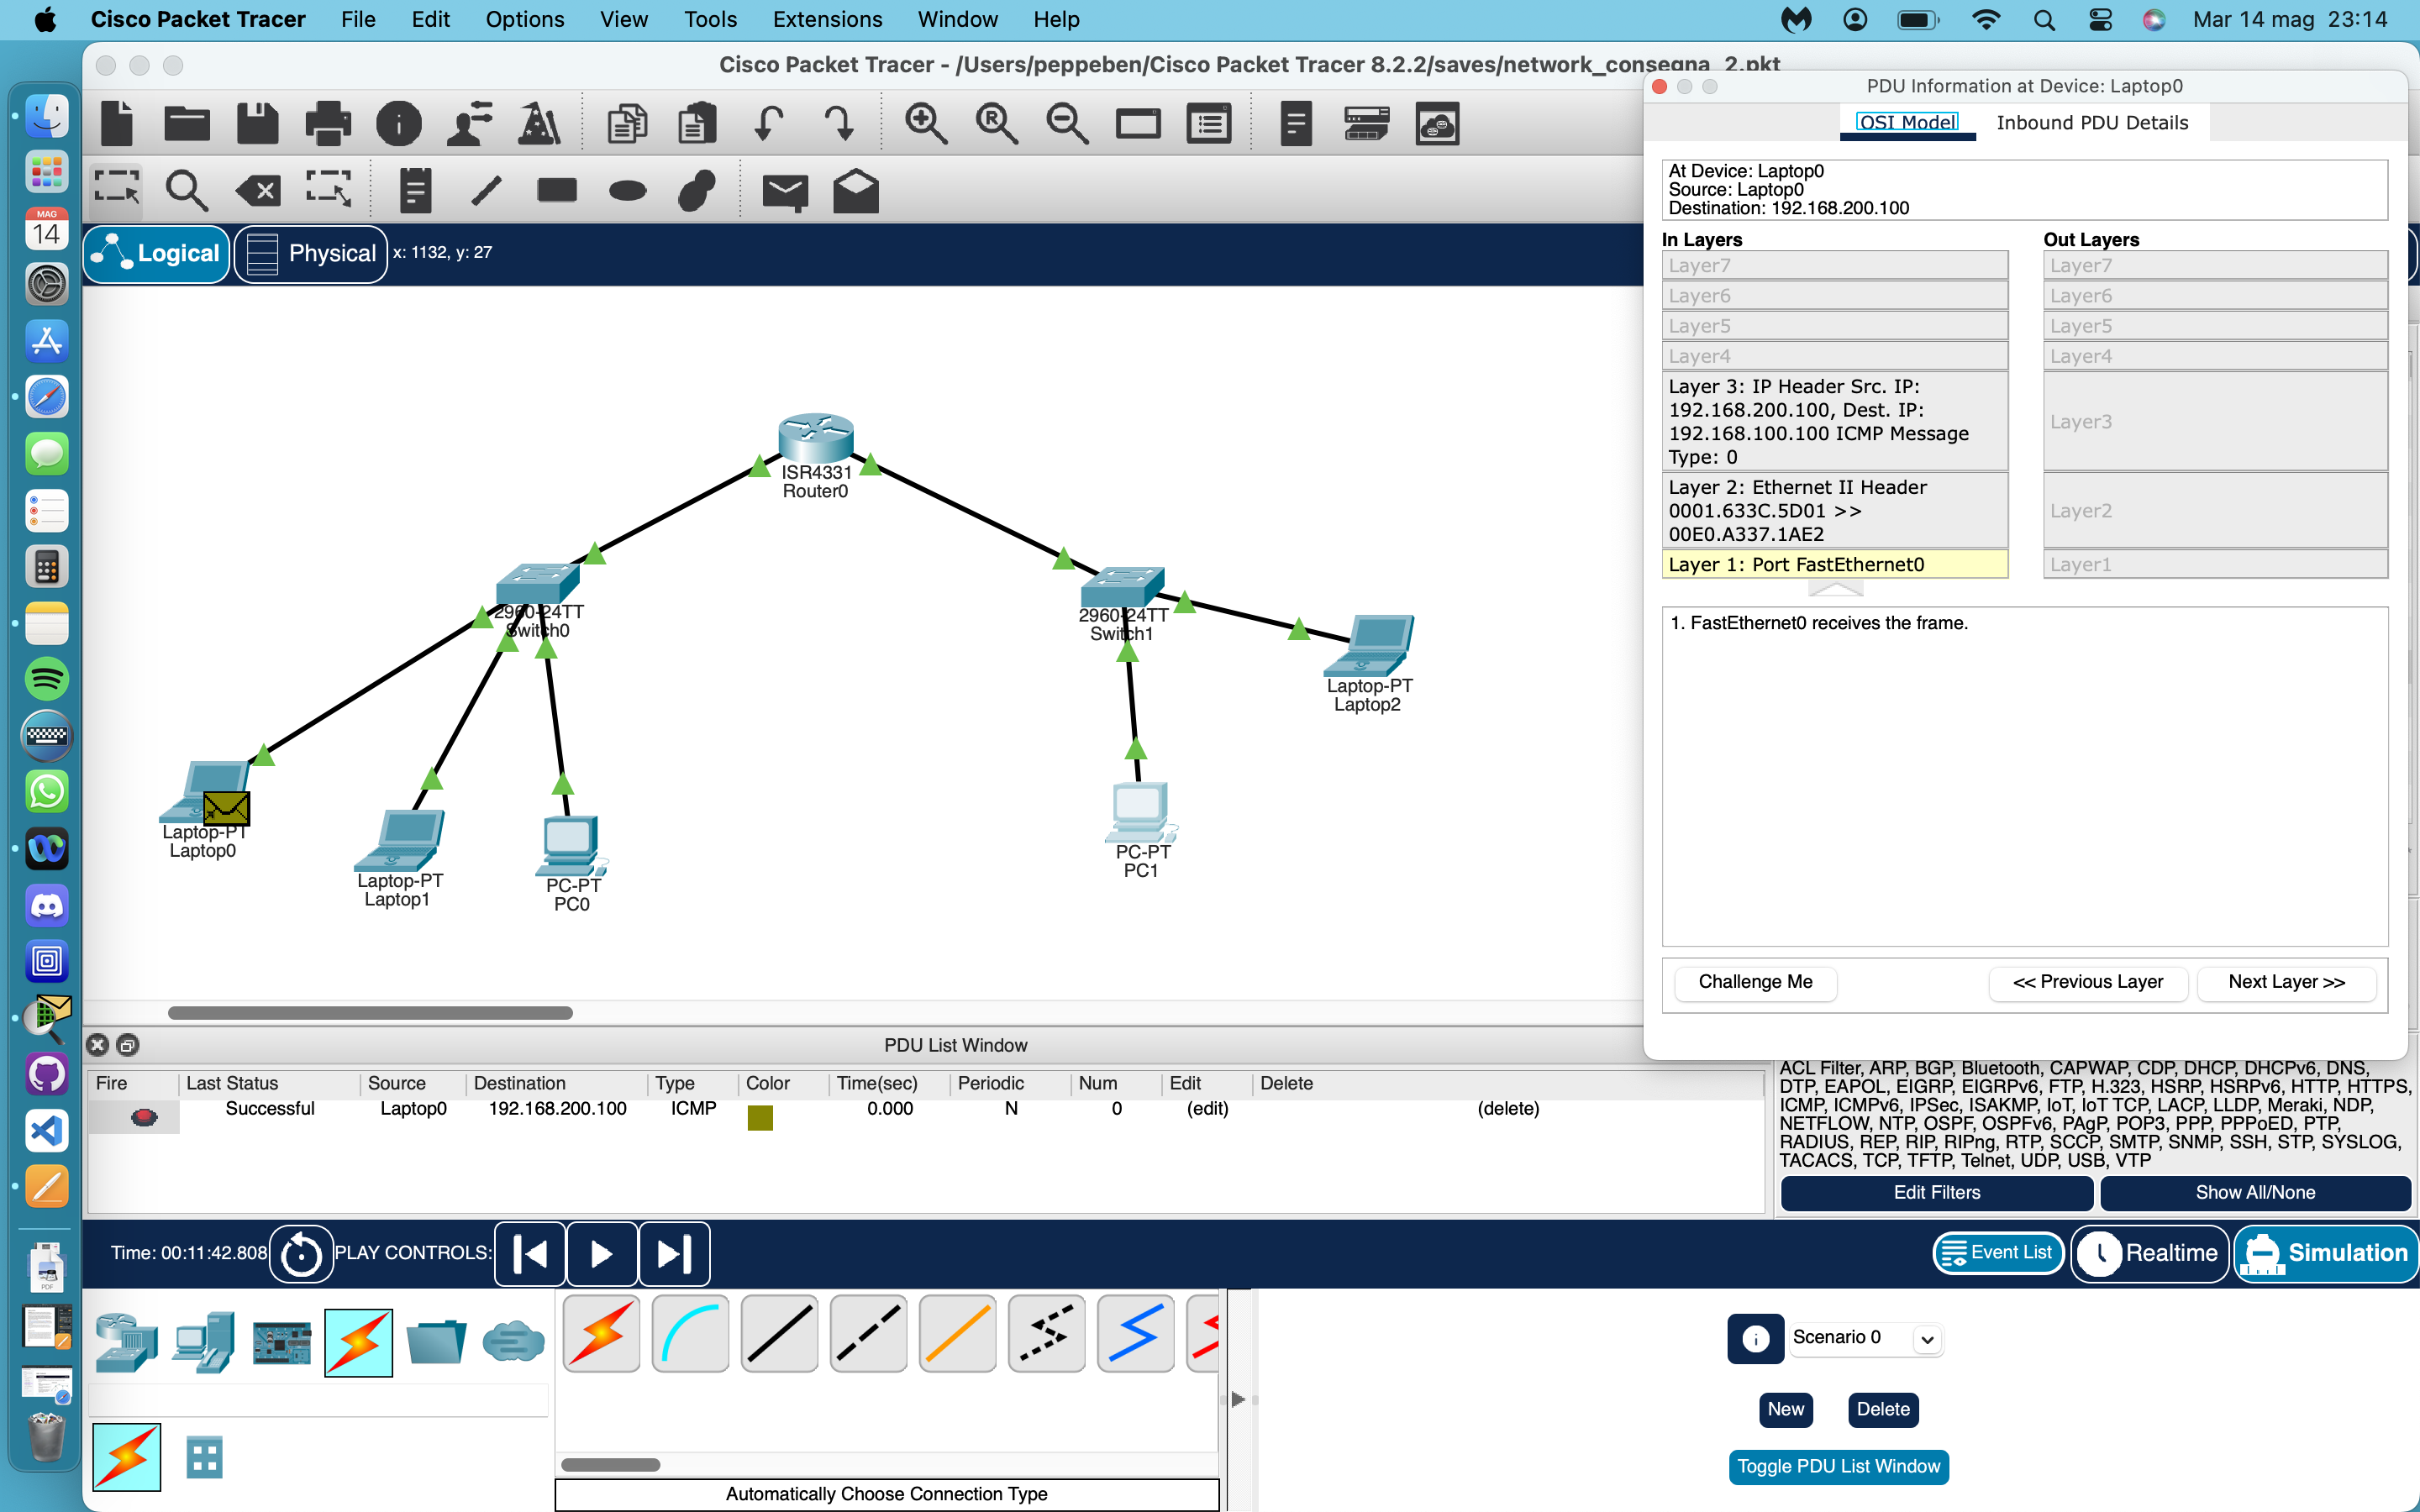 Cisco Packet Tracer File Edit Options View Tools Extensions Window Help Mar 14 mag 23:14
Cisco Packet Tracer - /Users/peppeben/Cisco Packet Tracer 8.2.2/saves/network_consegna_2.pkt
MAG
14
Logical Physical x: 1132, y: 27
ISR4331
Router0
2960-24TT
Switch0
2960-24TT
Switch1
Laptop-PT
Laptop2
Laptop-PT
Laptop0
Laptop-PT
Laptop1
PC-PT
PC0
PC-PT
PC1
PDU Information at Device: Laptop0
OSI Model Inbound PDU Details
At Device: Laptop0
Source: Laptop0
Destination: 192.168.200.100
In Layers Out Layers
Layer7 Layer7
Layer6 Layer6
Layer5 Layer5
Layer4 Layer4
Layer 3: IP Header Src. IP:
192.168.200.100, Dest. IP:
192.168.100.100 ICMP Message
Type: 0
Layer3
Layer 2: Ethernet II Header
0001.633C.5D01 >>
00E0.A337.1AE2
Layer2
Layer 1: Port FastEthernet0 Layer1
1. FastEthernet0 receives the frame.
Challenge Me << Previous Layer Next Layer >>
PDU List Window
Fire Last Status Source Destination Type Color Time(sec) Periodic Num Edit Delete
Successful Laptop0 192.168.200.100 ICMP 0.000 N 0 (edit) (delete)
ACL Filter, ARP, BGP, Bluetooth, CAPWAP, CDP, DHCP, DHCPv6, DNS,
DTP, EAPOL, EIGRP, EIGRPv6, FTP, H.323, HSRP, HSRPv6, HTTP, HTTPS,
ICMP, ICMPv6, IPSec, ISAKMP, IoT, IoT TCP, LACP, LLDP, Meraki, NDP,
NETFLOW, NTP, OSPF, OSPFv6, PAgP, POP3, PPP, PPPoED, PTP,
RADIUS, REP, RIP, RIPng, RTP, SCCP, SMTP, SNMP, SSH, STP, SYSLOG,
TACACS, TCP, TFTP, Telnet, UDP, USB, VTP
Edit Filters Show All/None
Time: 00:11:42.808 PLAY CONTROLS: Event List Realtime Simulation
PDF
Scenario 0
New Delete
Toggle PDU List Window
Automatically Choose Connection Type